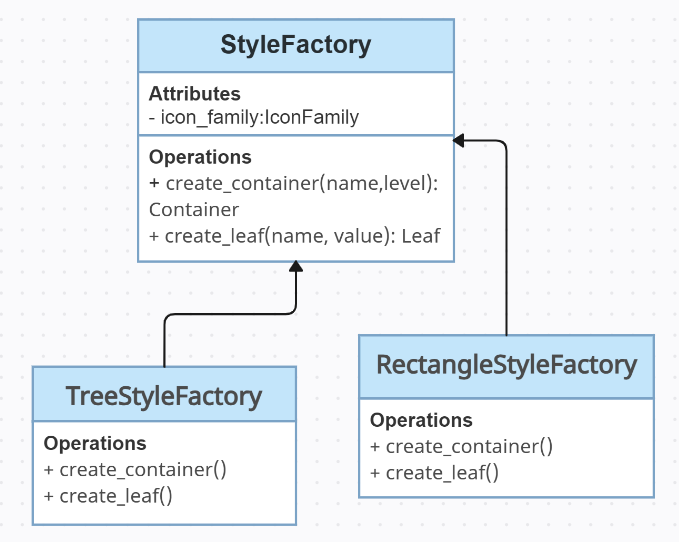 StyleFactory
Attributes
- icon_family:IconFamily
Operations
+ create_container(name,level):
Container
+ create_leaf(name, value): Leaf
TreeStyleFactory
Operations
+ create_container()
+ create_leaf()
RectangleStyleFactory
Operations
+ create_container()
+ create_leaf()